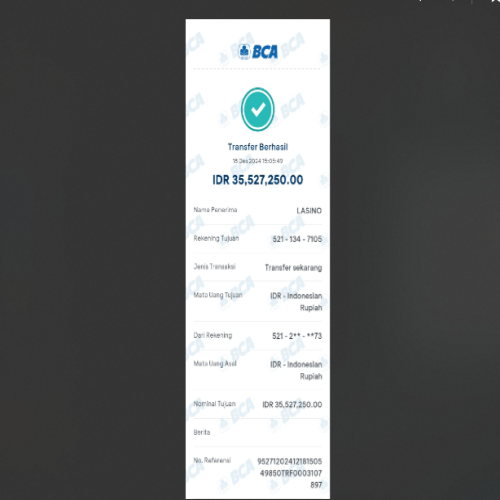 BCA
Transfer Berhasil
18 Des 2024 15:05:49
IDR 35,527,250.00
Nama Penerima LASINO
Rekening Tujuan 521 - 134 - 7105
Jenis Transaksi Transfer sekarang
Mata Uang Tujuan IDR - Indonesian
Rupiah
Dari Rekening 521 - 2** - **73
Mata Uang Asal IDR - Indonesian
Rupiah
Nominal Tujuan IDR 35,527,250.00
Berita
No. Referensi 95271202412181505
49850TRF0003107
897